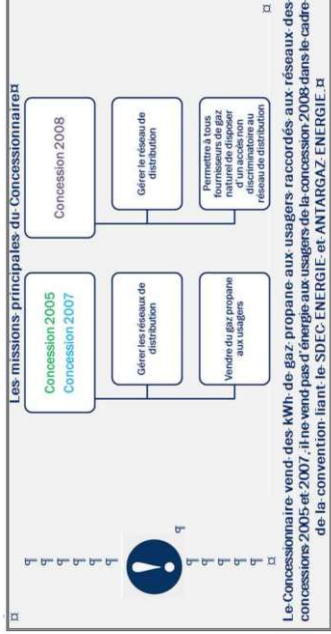 Les missions principales du Concessionnaire
Concession 2005
Concession 2007
Gérer les réseaux de
distribution
Vendre du gaz propane
aux usagers
Concession 2008
Gérer le réseau de
distribution
Permettre à tous
fournisseurs de gaz
naturel de disposer
d'un accès non
discriminatoire au
réseau de distribution
Le Concessionnaire vend des kWh de gaz propane aux usagers raccordés aux réseaux des
concessions 2005 et 2007, il ne vend pas d'énergie aux usagers de la concession 2008 dans le cadre
de la convention liant le SDEC ENERGIE et ANTARGAZ ENERGIE.